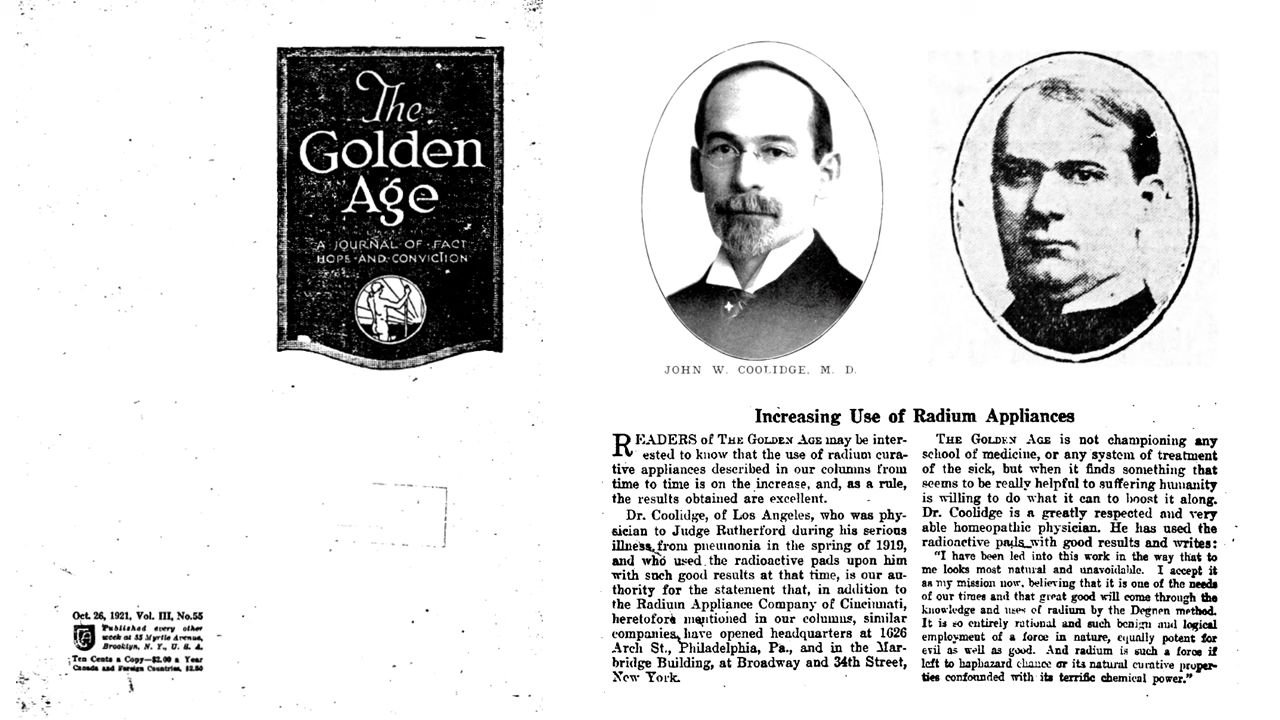 The
Golden
Age
A JOURNAL OF FACT
HOPE AND CONVICTION
Oct. 26, 1921, Vol. III, No. 55
Published every other
week at 35 Myrtle Avenue,
Brooklyn, N. Y., U. S. A.
Ten Cents a Copy—$2.00 a Year
Canada and Foreign Countries, $2.50
JOHN W. COOLIDGE, M. D.
Increasing Use of Radium Appliances
READERS of THE GOLDEN AGE may be inter-
ested to know that the use of radium cura-
tive appliances described in our columns from
time to time is on the increase, and, as a rule,
the results obtained are excellent.
Dr. Coolidge, of Los Angeles, who was phy-
sician to Judge Rutherford during his serious
illness from pneumonia in the spring of 1919,
and who used the radioactive pads upon him
with such good results at that time, is our au-
thority for the statement that, in addition to
the Radium Appliance Company of Cincinnati,
heretofore mentioned in our columns, similar
companies have opened headquarters at 1626
Arch St., Philadelphia, Pa., and in the Mar-
bridge Building, at Broadway and 34th Street,
New York.
THE GOLDEN AGE is not championing any
school of medicine, or any system of treatment
of the sick, but when it finds something that
seems to be really helpful to suffering humanity
is willing to do what it can to boost it along.
Dr. Coolidge is a greatly respected and very
able homeopathic physician. He has used the
radioactive pads with good results and writes:
"I have been led into this work in the way that to
me looks most natural and unavoidable. I accept it
as my mission now, believing that it is one of the needs
of our times and that great good will come through the
knowledge and uses of radium by the Degnen method.
It is so entirely rational and such benign and logical
employment of a force in nature, equally potent for
evil as well as good. And radium is such a force if
left to haphazard chance or its natural curative proper-
ties confounded with its terrific chemical power."